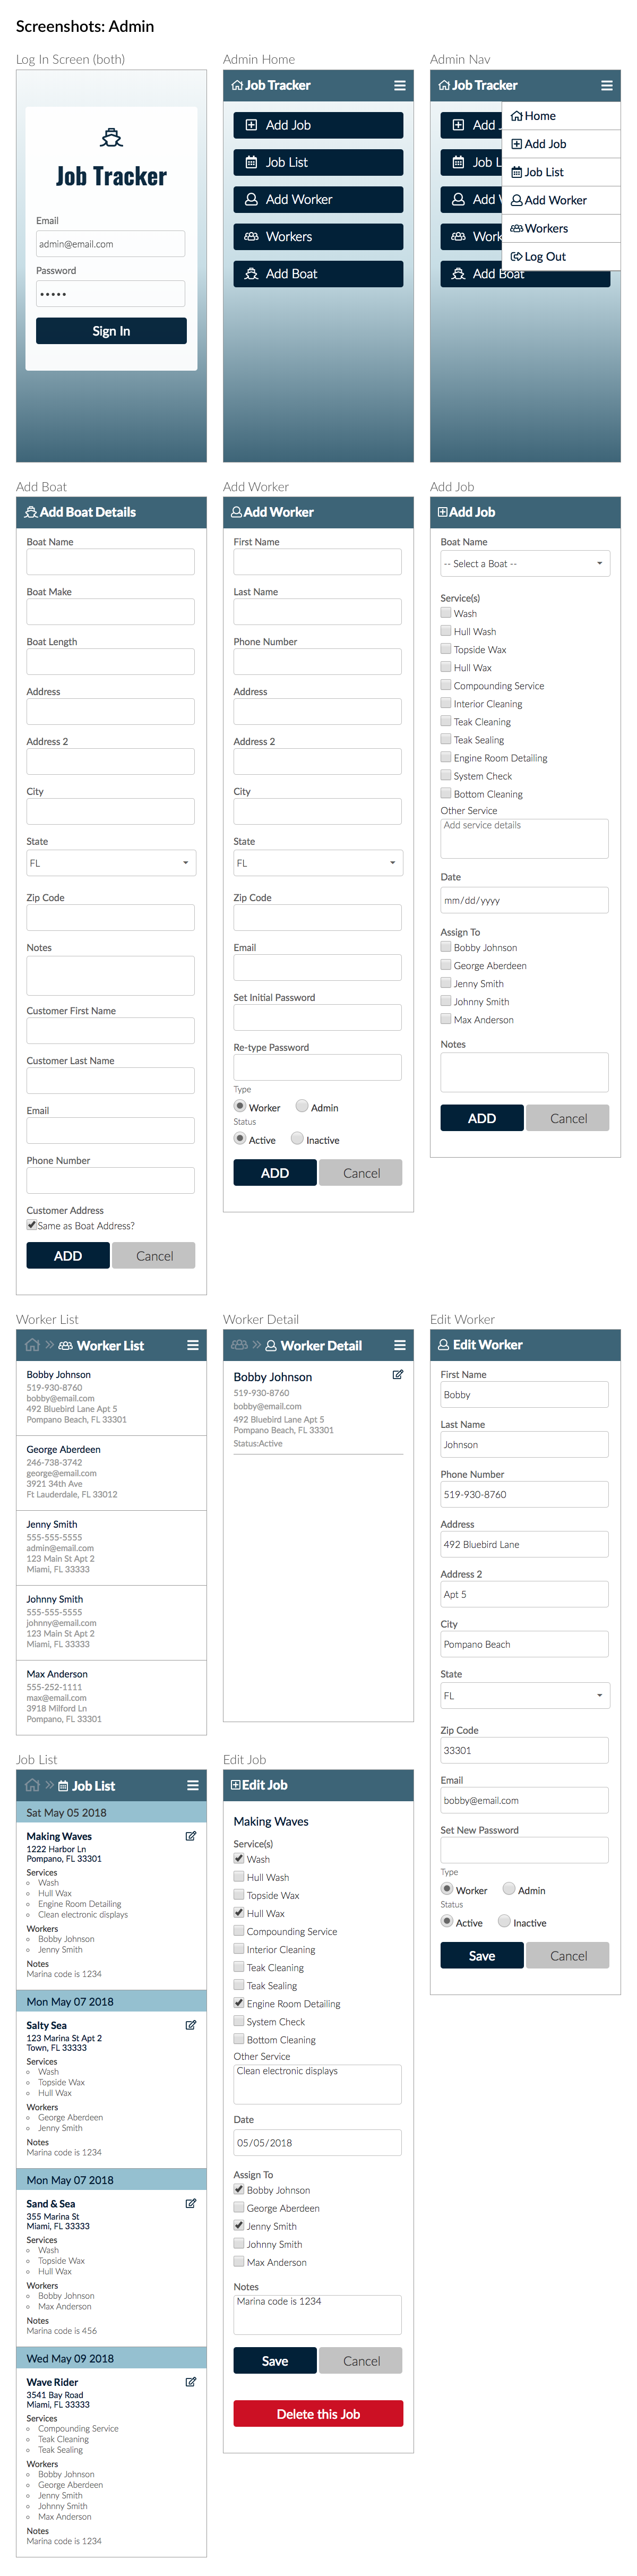 Screenshots: Admin
Log In Screen (both)
Job Tracker
Email
admin@email.com
Password
•••••
Sign In
Admin Home
Job Tracker
Add Job
Job List
Add Worker
Workers
Add Boat
Admin Nav
Job Tracker
Add J
Job L
Add W
Work
Add Boat
Home
Add Job
Job List
Add Worker
Workers
Log Out
Add Boat
Add Boat Details
Boat Name
Boat Make
Boat Length
Address
Address 2
City
State
FL
Zip Code
Notes
Customer First Name
Customer Last Name
Email
Phone Number
Customer Address
Same as Boat Address?
ADD
Cancel
Add Worker
Add Worker
First Name
Last Name
Phone Number
Address
Address 2
City
State
FL
Zip Code
Email
Set Initial Password
Re-type Password
Type
Worker
Admin
Status
Active
Inactive
ADD
Cancel
Add Job
Add Job
Boat Name
-- Select a Boat --
Service(s)
Wash
Hull Wash
Topside Wax
Hull Wax
Compounding Service
Interior Cleaning
Teak Cleaning
Teak Sealing
Engine Room Detailing
System Check
Bottom Cleaning
Other Service
Add service details
Date
mm/dd/yyyy
Assign To
Bobby Johnson
George Aberdeen
Jenny Smith
Johnny Smith
Max Anderson
Notes
ADD
Cancel
Worker List
» Worker List
Bobby Johnson
519-930-8760
bobby@email.com
492 Bluebird Lane Apt 5
Pompano Beach, FL 33301
George Aberdeen
246-738-3742
george@email.com
3921 34th Ave
Ft Lauderdale, FL 33012
Jenny Smith
555-555-5555
admin@email.com
123 Main St Apt 2
Miami, FL 33333
Johnny Smith
555-555-5555
johnny@email.com
123 Main St Apt 2
Miami, FL 33333
Max Anderson
555-252-1111
max@email.com
3918 Milford Ln
Pompano, FL 33301
Worker Detail
» Worker Detail
Bobby Johnson
519-930-8760
bobby@email.com
492 Bluebird Lane Apt 5
Pompano Beach, FL 33301
Status:Active
Edit Worker
Edit Worker
First Name
Bobby
Last Name
Johnson
Phone Number
519-930-8760
Address
492 Bluebird Lane
Address 2
Apt 5
City
Pompano Beach
State
FL
Zip Code
33301
Email
bobby@email.com
Set New Password
Type
Worker
Admin
Status
Active
Inactive
Save
Cancel
Job List
» Job List
Sat May 05 2018
Making Waves
1222 Harbor Ln
Pompano, FL 33301
Services
Wash
Hull Wax
Engine Room Detailing
Clean electronic displays
Workers
Bobby Johnson
Jenny Smith
Notes
Marina code is 1234
Mon May 07 2018
Salty Sea
123 Marina St Apt 2
Town, FL 33333
Services
Wash
Topside Wax
Hull Wax
Workers
George Aberdeen
Jenny Smith
Notes
Marina code is 1234
Mon May 07 2018
Sand & Sea
355 Marina St
Miami, FL 33333
Services
Wash
Topside Wax
Hull Wax
Workers
Bobby Johnson
Max Anderson
Notes
Marina code is 456
Wed May 09 2018
Wave Rider
3541 Bay Road
Miami, FL 33333
Services
Compounding Service
Teak Cleaning
Teak Sealing
Workers
Bobby Johnson
George Aberdeen
Jenny Smith
Johnny Smith
Max Anderson
Notes
Marina code is 1234
Edit Job
Edit Job
Making Waves
Service(s)
Wash
Hull Wash
Topside Wax
Hull Wax
Compounding Service
Interior Cleaning
Teak Cleaning
Teak Sealing
Engine Room Detailing
System Check
Bottom Cleaning
Other Service
Clean electronic displays
Date
05/05/2018
Assign To
Bobby Johnson
George Aberdeen
Jenny Smith
Johnny Smith
Max Anderson
Notes
Marina code is 1234
Save
Cancel
Delete this Job